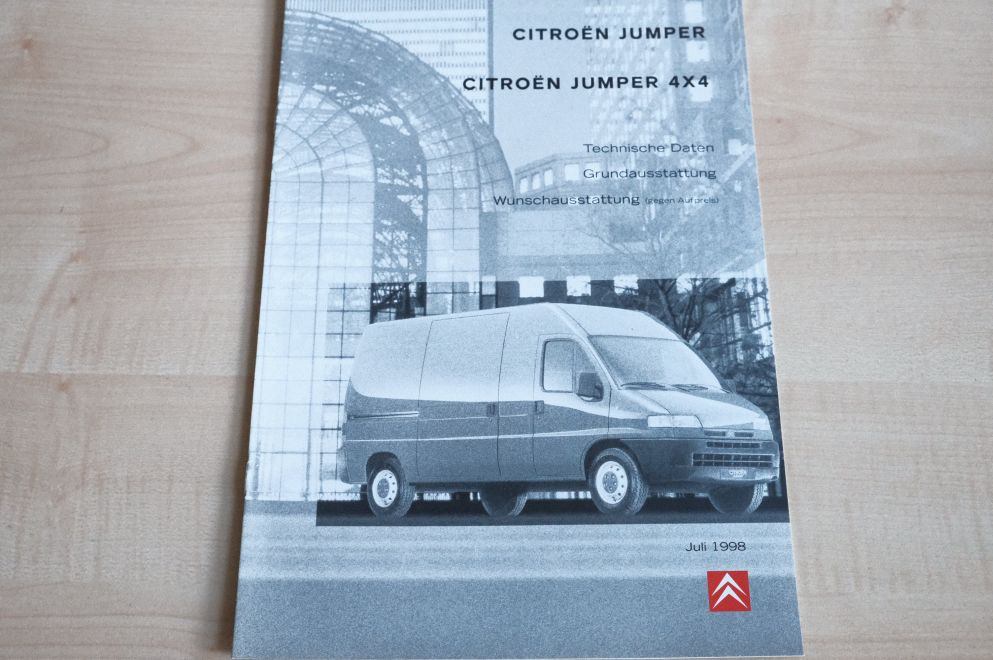 CITROËN JUMPER
CITROËN JUMPER 4X4
Technische Daten
Grundausstattung
Wunschausstattung (gegen Aufpreis)
Juli 1998